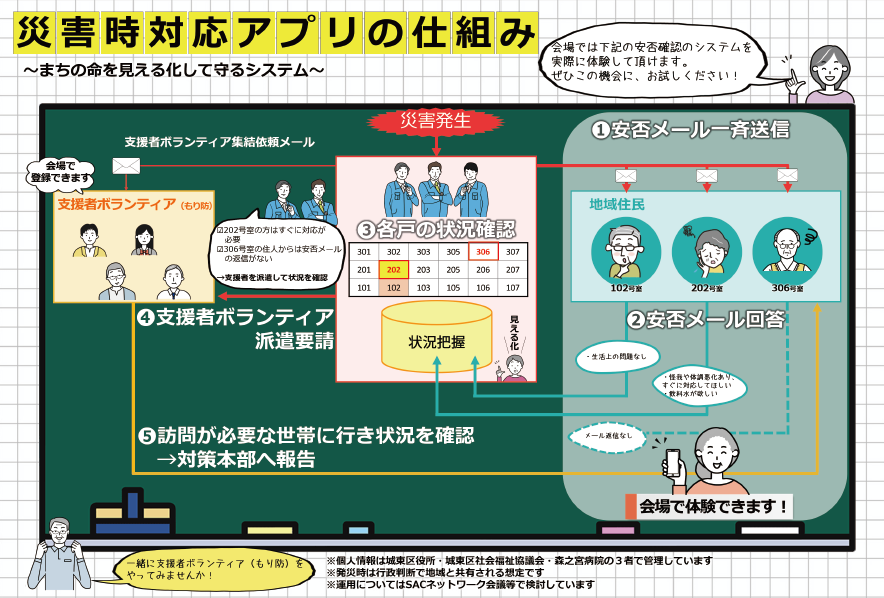 災害時対応アプリの仕組み
～まちの命を見える化して守るシステム～
会場では下記の安否確認のシステムを
実際に体験して頂けます。
ぜひこの機会に、お試しください！
災害発生
①安否メール一斉送信
支援者ボランティア集結依頼メール
会場で
登録できます
支援者ボランティア（もり防）
☑202号室の方はすぐに対応が
必要
☑306号室の住人からは安否メール
の返信がない
→支援者を派遣して状況を確認
③各戸の状況確認
301 302 303 305 306 307
201 202 203 205 206 207
101 102 103 105 106 107
状況把握
見える化
地域住民
102号室 202号室 306号室
②安否メール回答
・生活上の問題なし
・怪我や体調悪化あり、
すぐに対応してほしい
・飲料水が欲しい
メール返信なし
④支援者ボランティア
派遣要請
⑤訪問が必要な世帯に行き状況を確認
→対策本部へ報告
会場で体験できます！
一緒に支援者ボランティア（もり防）を
やってみませんか！
※個人情報は城東区役所・城東区社会福祉協議会・森之宮病院の３者で管理しています
※発災時は行政判断で地域と共有される想定です
※運用についてはSACネットワーク会議等で検討しています